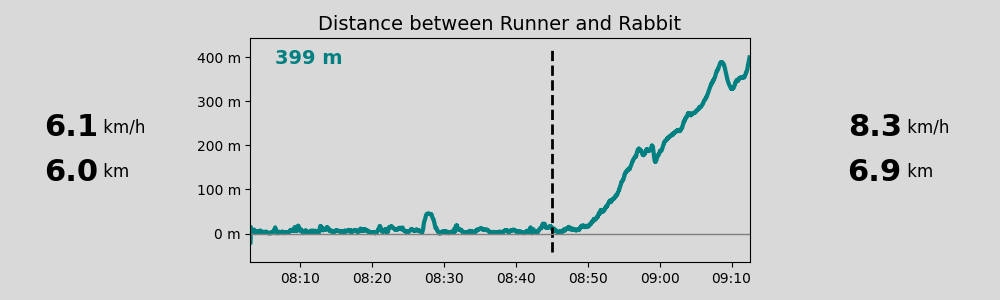 Distance between Runner and Rabbit
399 m
400 m
300 m
200 m
100 m
0 m
08:10 08:20 08:30 08:40 08:50 09:00 09:10
6.1 km/h
6.0 km
8.3 km/h
6.9 km